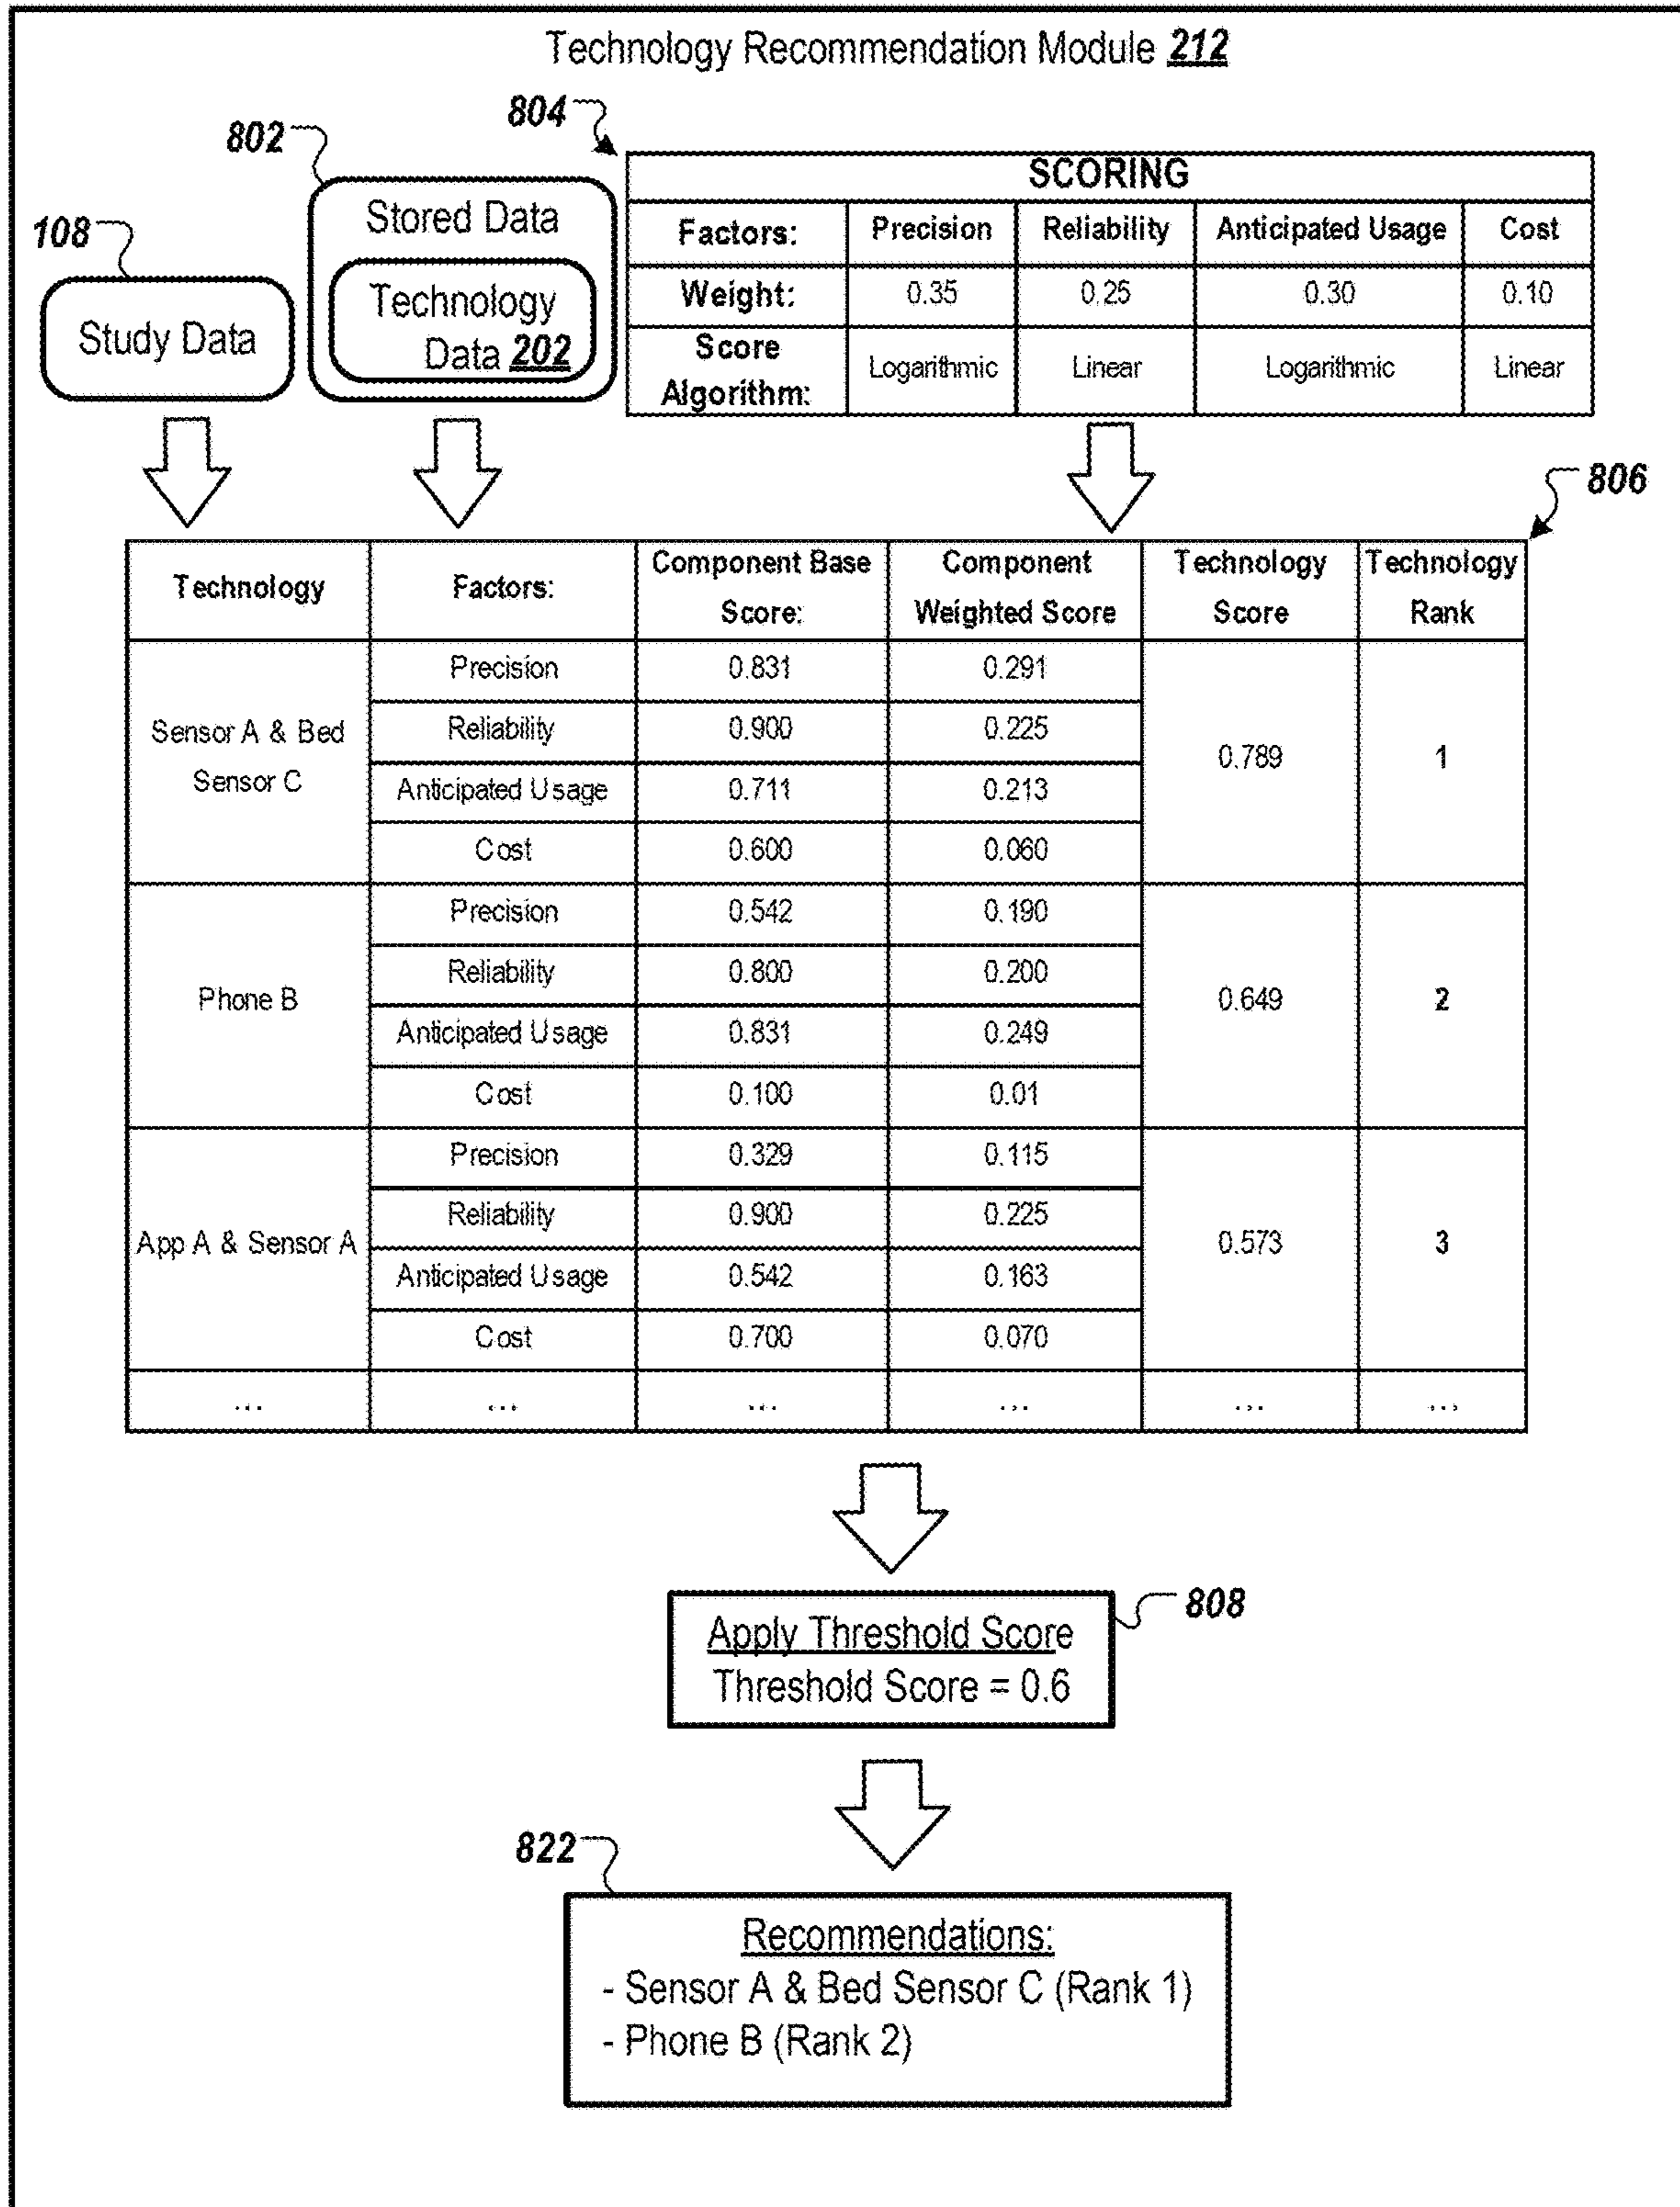 Technology Recommendation Module 212
804
802
108
Stored Data
Technology
Data 202
Study Data
SCORING
Factors: Precision Reliability Anticipated Usage Cost
Weight: 0.35 0.25 0.30 0.10
Score
Algorithm: Logarithmic Linear Logarithmic Linear
806
Technology Factors: Component Base Component Technology Technology
Score: Weighted Score Score Rank
Sensor A & Bed
Sensor C
Precision 0.831 0.291
Reliability 0.900 0.225
Anticipated Usage 0.711 0.213
Cost 0.600 0.060
0.789 1
Phone B
Precision 0.542 0.190
Reliability 0.800 0.200
Anticipated Usage 0.831 0.249
Cost 0.100 0.01
0.649 2
App A & Sensor A
Precision 0.329 0.115
Reliability 0.900 0.225
Anticipated Usage 0.542 0.163
Cost 0.700 0.070
0.573 3
... ... ... ... ... ...
808
Apply Threshold Score
Threshold Score = 0.6
822
Recommendations:
- Sensor A & Bed Sensor C (Rank 1)
- Phone B (Rank 2)